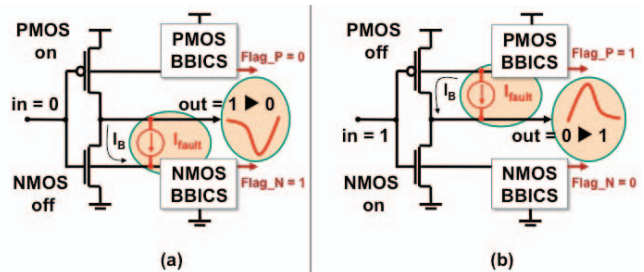 PMOS
on
PMOS
BBICS
Flag_P = 0
in = 0
out = 1 ► 0
I_B
I_fault
NMOS
off
NMOS
BBICS
Flag_N = 1
(a)
PMOS
off
PMOS
BBICS
Flag_P = 1
I_B
I_fault
in = 1
out = 0 ► 1
NMOS
on
NMOS
BBICS
Flag_N = 0
(b)